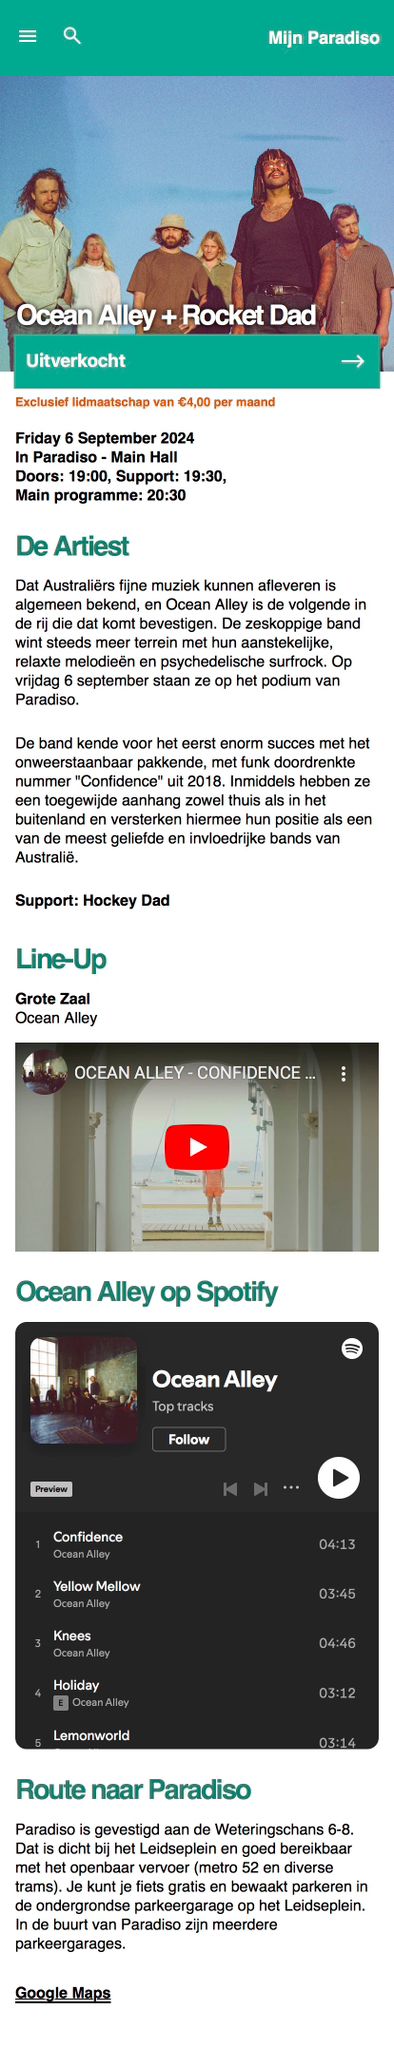 Mijn Paradiso
Ocean Alley + Rocket Dad
Uitverkocht
Exclusief lidmaatschap van €4,00 per maand
Friday 6 September 2024
In Paradiso - Main Hall
Doors: 19:00, Support: 19:30,
Main programme: 20:30
De Artiest
Dat Australiërs fijne muziek kunnen afleveren is
algemeen bekend, en Ocean Alley is de volgende in
de rij die dat komt bevestigen. De zeskoppige band
wint steeds meer terrein met hun aanstekelijke,
relaxte melodieën en psychedelische surfrock. Op
vrijdag 6 september staan ze op het podium van
Paradiso.
De band kende voor het eerst enorm succes met het
onweerstaanbaar pakkende, met funk doordrenkte
nummer "Confidence" uit 2018. Inmiddels hebben ze
een toegewijde aanhang zowel thuis als in het
buitenland en versterken hiermee hun positie als een
van de meest geliefde en invloedrijke bands van
Australië.
Support: Hockey Dad
Line-Up
Grote Zaal
Ocean Alley
OCEAN ALLEY - CONFIDENCE ...
Ocean Alley op Spotify
Ocean Alley
Top tracks
Follow
Preview
1 Confidence 04:13
Ocean Alley
2 Yellow Mellow 03:45
Ocean Alley
3 Knees 04:46
Ocean Alley
4 Holiday 03:12
E Ocean Alley
5 Lemonworld 03:14
Route naar Paradiso
Paradiso is gevestigd aan de Weteringschans 6-8.
Dat is dicht bij het Leidseplein en goed bereikbaar
met het openbaar vervoer (metro 52 en diverse
trams). Je kunt je fiets gratis en bewaakt parkeren in
de ondergrondse parkeergarage op het Leidseplein.
In de buurt van Paradiso zijn meerdere
parkeergarages.
Google Maps